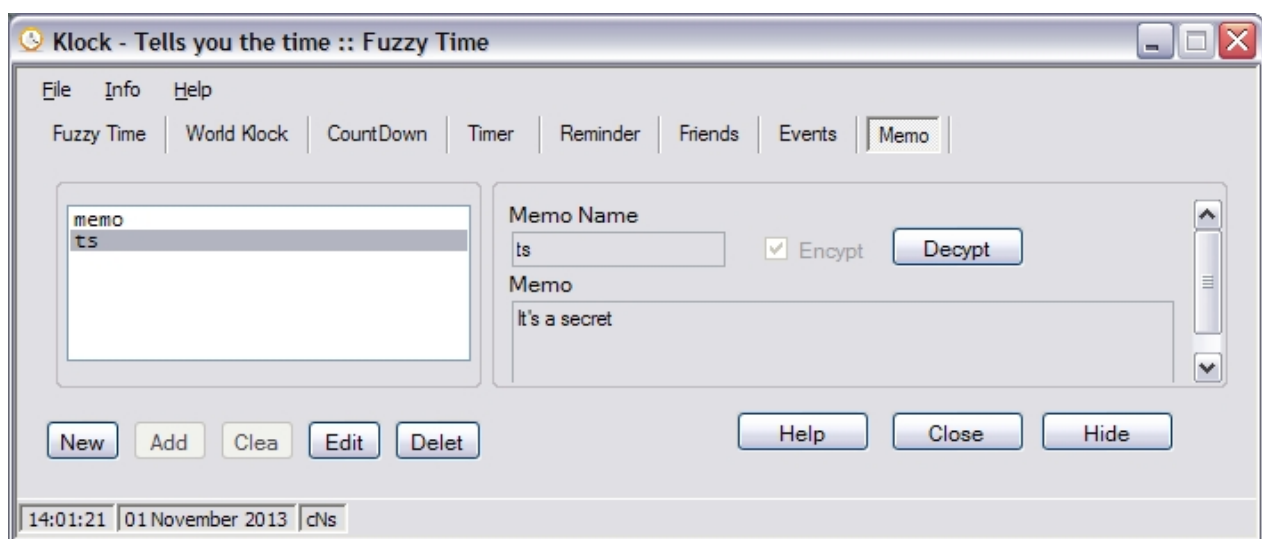 Klock - Tells you the time :: Fuzzy Time
File Info Help
Fuzzy Time World Klock CountDown Timer Reminder Friends Events Memo
memo
ts
Memo Name
ts Encypt Decypt
Memo
It's a secret
New Add Clea Edit Delet Help Close Hide
14:01:21 01 November 2013 cNs